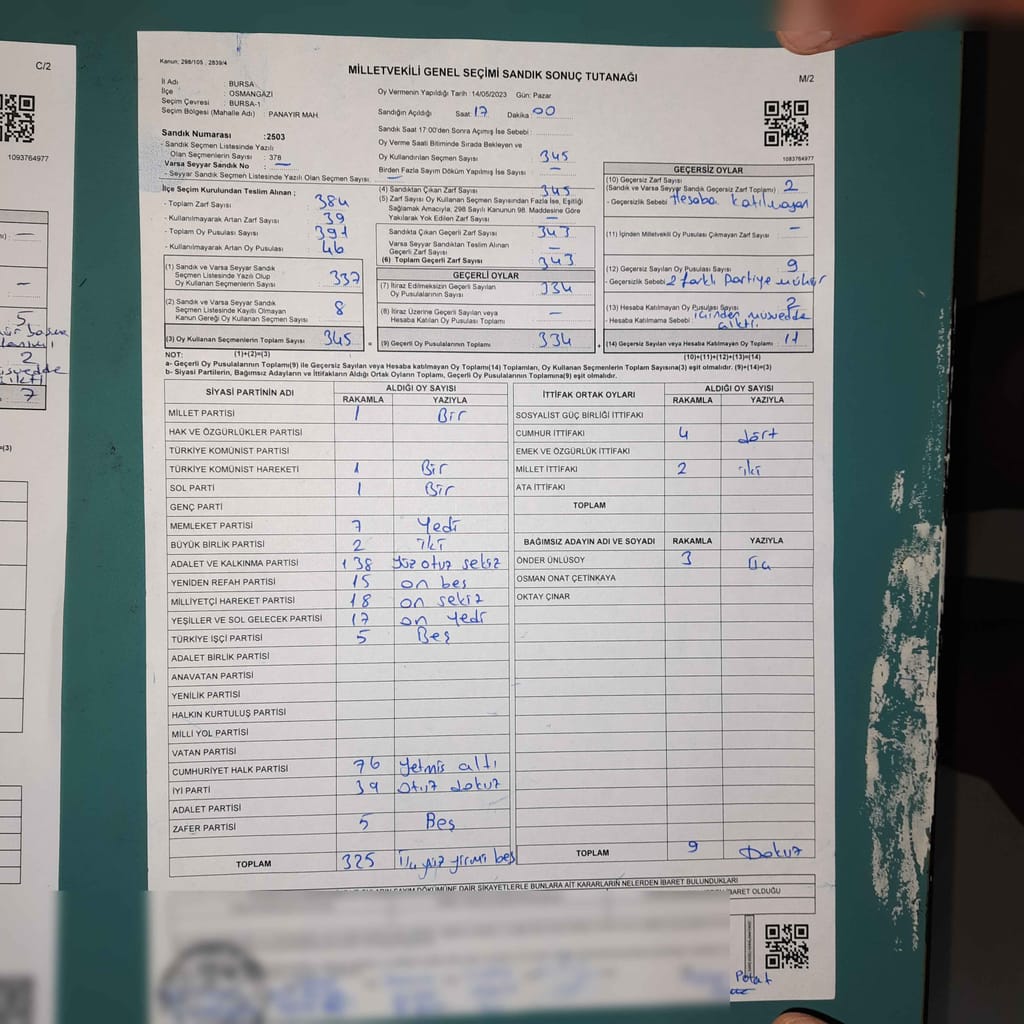 C/2
1093764977
5
2
7
Kanun: 298/105 , 2839/4
MİLLETVEKİLİ GENEL SEÇİMİ SANDIK SONUÇ TUTANAĞI
M/2
İl Adı : BURSA
İlçe : OSMANGAZİ
Seçim Çevresi : BURSA-1
Seçim Bölgesi (Mahalle Adı) : PANAYIR MAH.
Sandık Numarası :2503
- Sandık Seçmen Listesinde Yazılı
Olan Seçmenlerin Sayısı : 378
Varsa Seyyar Sandık No : —
- Seyyar Sandık Seçmen Listesinde Yazılı Olan Seçmen Sayısı: —
Oy Vermenin Yapıldığı Tarih : 14/05/2023 Gün: Pazar
Sandığın Açıldığı Saat: 17 Dakika: 00
Sandık Saat 17:00'den Sonra Açımış İse Sebebi :
Oy Verme Saati Bitiminde Sırada Bekleyen ve
Oy Kullandırılan Seçmen Sayısı 345
Birden Fazla Sayım Döküm Yapılmış İse Sayısı —
1083764977
İlçe Seçim Kurulundan Teslim Alınan ;
- Toplam Zarf Sayısı 384
- Kullanılmayarak Artan Zarf Sayısı 39
- Toplam Oy Pusulası Sayısı 391
- Kullanılmayarak Artan Oy Pusulası 46
(1) Sandık ve Varsa Seyyar Sandık
Seçmen Listesinde Yazılı Olup
Oy Kullanan Seçmenlerin Sayısı 337
(2) Sandık ve Varsa Seyyar Sandık
Seçmen Listesinde Kayıtlı Olmayan
Kanun Gereği Oy Kullanan Seçmen Sayısı 8
(3) Oy Kullanan Seçmenlerin Toplam Sayısı 345 =
(4) Sandıktan Çıkan Zarf Sayısı 345
(5) Zarf Sayısı Oy Kullanan Seçmen Sayısından Fazla İse, Eşitliği
Sağlamak Amacıyla; 298 Sayılı Kanunun 98. Maddesine Göre
Yakılarak Yok Edilen Zarf Sayısı —
Sandıkta Çıkan Geçerli Zarf Sayısı 343
Varsa Seyyar Sandıktan Teslim Alınan
Geçerli Zarf Sayısı —
(6) Toplam Geçerli Zarf Sayısı 343
GEÇERLİ OYLAR
(7) İtiraz Edilmeksizin Geçerli Sayılan
Oy Pusulalarının Sayısı 334
(8) İtiraz Üzerine Geçerli Sayılan veya
Hesaba Katılan Oy Pusulası Toplamı —
(9) Geçerli Oy Pusulalarının Toplamı 334 +
GEÇERSİZ OYLAR
(10) Geçersiz Zarf Sayısı 2
(Sandık ve Varsa Seyyar Sandık Geçersiz Zarf Toplamı)
- Geçersizlik Sebebi Hesaba katılmayan
(11) İçinden Milletvekili Oy Pusulası Çıkmayan Zarf Sayısı —
(12) Geçersiz Sayılan Oy Pusulası Sayısı 9
- Geçersizlik Sebebi 2 farklı Partiye mühür
(13) Hesaba Katılmayan Oy Pusulası Sayısı 2
- Hesaba Katılmama Sebebi içinden
(14) Geçersiz Sayılan veya Hesaba Katılmayan Oy Toplamı 11
NOT: (1)+(2)=(3) (10)+(11)+(12)+(13)=(14)
a- Geçerli Oy Pusulalarının Toplamı(9) ile Geçersiz Sayılan veya Hesaba katılmayan Oy Toplamı(14) Toplamları, Oy Kullanan Seçmenlerin Toplam Sayısına(3) eşit olmalıdır. (9)+(14)=(3)
b- Siyasi Partilerin, Bağımsız Adayların ve İttifakların Aldığı Ortak Oyların Toplamı, Geçerli Oy Pusulalarının Toplamına(9) eşit olmalıdır.
SİYASİ PARTİNİN ADI ALDIĞI OY SAYISI
RAKAMLA YAZIYLA
MİLLET PARTİSİ 1 Bir
HAK VE ÖZGÜRLÜKLER PARTİSİ
TÜRKİYE KOMÜNİST PARTİSİ
TÜRKİYE KOMÜNİST HAREKETİ 1 Bir
SOL PARTİ 1 Bir
GENÇ PARTİ
MEMLEKET PARTİSİ 7 Yedi
BÜYÜK BİRLİK PARTİSİ 2 iki
ADALET VE KALKINMA PARTİSİ 138 Yüz otuz sekiz
YENİDEN REFAH PARTİSİ 15 on beş
MİLLİYETÇİ HAREKET PARTİSİ 18 on sekiz
YEŞİLLER VE SOL GELECEK PARTİSİ 17 on Yedi
TÜRKİYE İŞÇİ PARTİSİ 5 Beş
ADALET BİRLİK PARTİSİ
ANAVATAN PARTİSİ
YENİLİK PARTİSİ
HALKIN KURTULUŞ PARTİSİ
MİLLİ YOL PARTİSİ
VATAN PARTİSİ
CUMHURİYET HALK PARTİSİ 76 Yetmiş altı
İYİ PARTİ 39 otuz dokuz
ADALET PARTİSİ
ZAFER PARTİSİ 5 Beş
TOPLAM 325 Üç yüz yirmi beş
İTTİFAK ORTAK OYLARI ALDIĞI OY SAYISI
RAKAMLA YAZIYLA
SOSYALİST GÜÇ BİRLİĞİ İTTİFAKI
CUMHUR İTTİFAKI 4 dört
EMEK VE ÖZGÜRLÜK İTTİFAKI
MİLLET İTTİFAKI 2 iki
ATA İTTİFAKI
TOPLAM
BAĞIMSIZ ADAYIN ADI VE SOYADI RAKAMLA YAZIYLA
ÖNDER ÜNLÜSOY 3 Üç
OSMAN ONAT ÇETİNKAYA
OKTAY ÇINAR
TOPLAM 9 Dokuz
SAYIM DÖKÜMÜNE DAİR ŞİKAYETLERLE BUNLARA AİT KARARLARIN NELERDEN İBARET BULUNDUKLARI
İBARET OLDUĞU
Polat